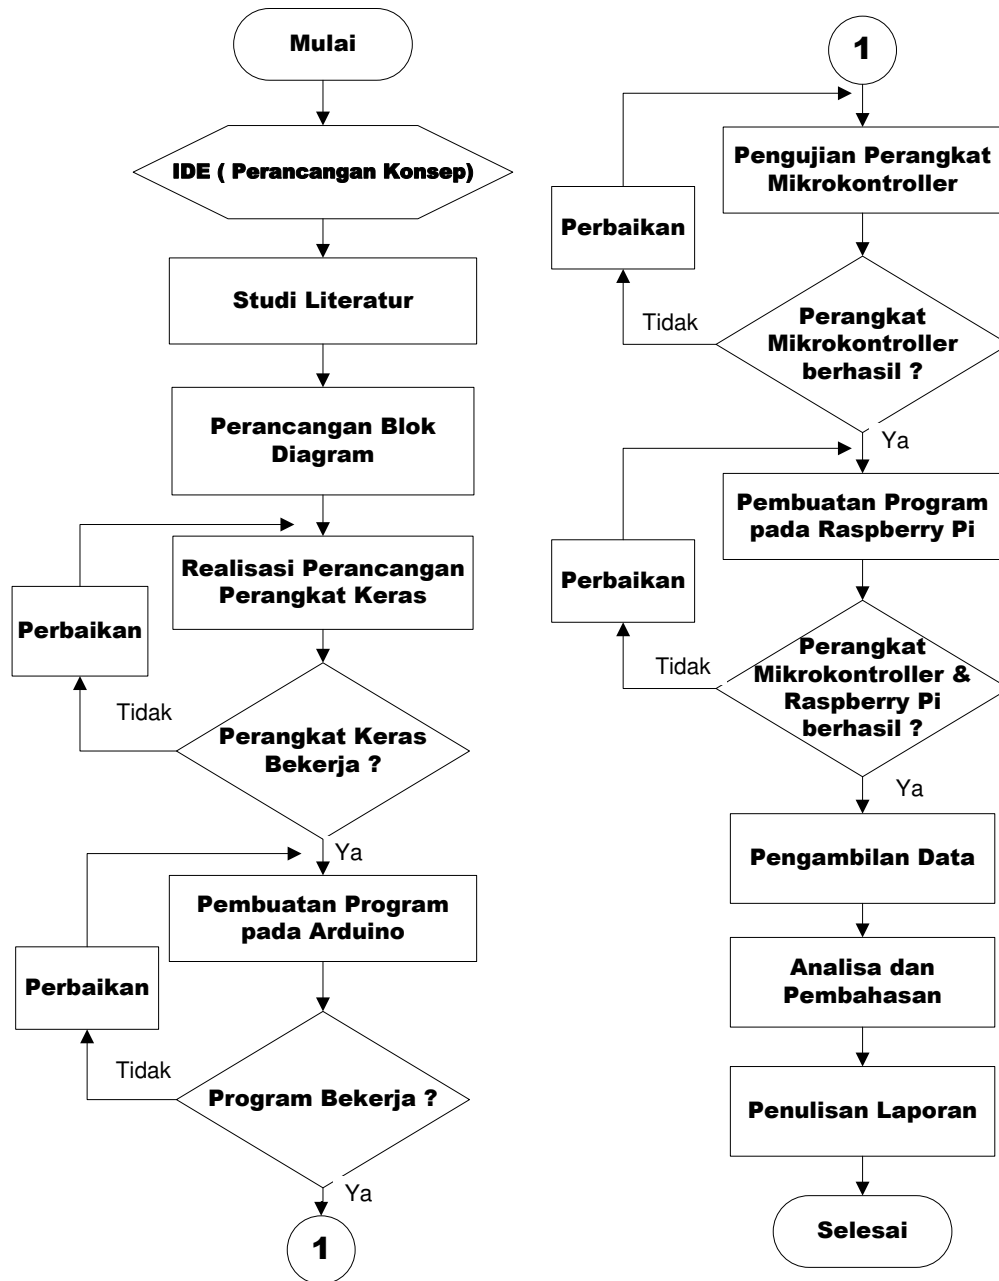 Mulai
IDE ( Perancangan Konsep)
Studi Literatur
Perancangan Blok
Diagram
Realisasi Perancangan
Perangkat Keras
Perbaikan
Tidak
Perangkat Keras
Bekerja ?
Ya
Pembuatan Program
pada Arduino
Perbaikan
Tidak
Program Bekerja ?
Ya
1
1
Pengujian Perangkat
Mikrokontroller
Perbaikan
Tidak
Perangkat
Mikrokontroller
berhasil ?
Ya
Pembuatan Program
pada Raspberry Pi
Perbaikan
Tidak
Perangkat
Mikrokontroller &
Raspberry Pi
berhasil ?
Ya
Pengambilan Data
Analisa dan
Pembahasan
Penulisan Laporan
Selesai